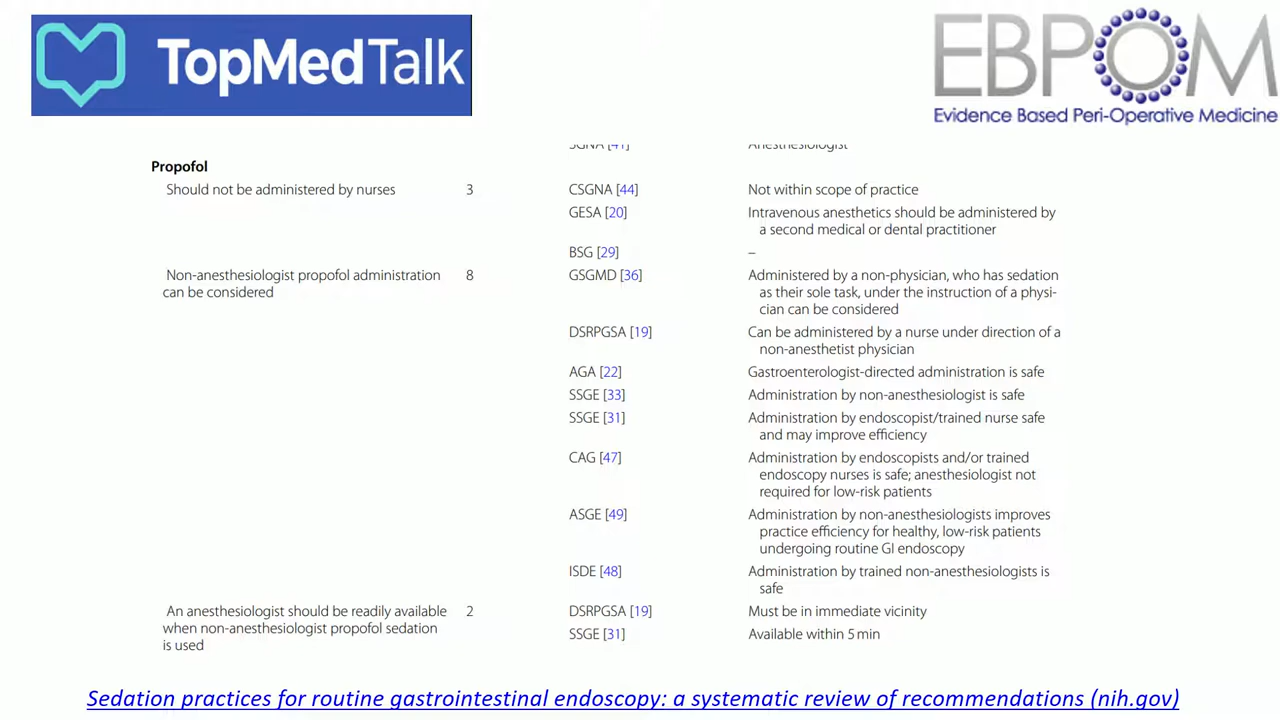 TopMedTalk
EBPOM
Evidence Based Peri-Operative Medicine
SGNA [41] Anesthesiologist
Propofol
Should not be administered by nurses 3 CSGNA [44] Not within scope of practice
GESA [20] Intravenous anesthetics should be administered by
a second medical or dental practitioner
BSG [29] –
Non-anesthesiologist propofol administration 8 GSGMD [36] Administered by a non-physician, who has sedation
can be considered as their sole task, under the instruction of a physi-
cian can be considered
DSRPGSA [19] Can be administered by a nurse under direction of a
non-anesthetist physician
AGA [22] Gastroenterologist-directed administration is safe
SSGE [33] Administration by non-anesthesiologist is safe
SSGE [31] Administration by endoscopist/trained nurse safe
and may improve efficiency
CAG [47] Administration by endoscopists and/or trained
endoscopy nurses is safe; anesthesiologist not
required for low-risk patients
ASGE [49] Administration by non-anesthesiologists improves
practice efficiency for healthy, low-risk patients
undergoing routine GI endoscopy
ISDE [48] Administration by trained non-anesthesiologists is
safe
An anesthesiologist should be readily available 2 DSRPGSA [19] Must be in immediate vicinity
when non-anesthesiologist propofol sedation SSGE [31] Available within 5 min
is used
Sedation practices for routine gastrointestinal endoscopy: a systematic review of recommendations (nih.gov)